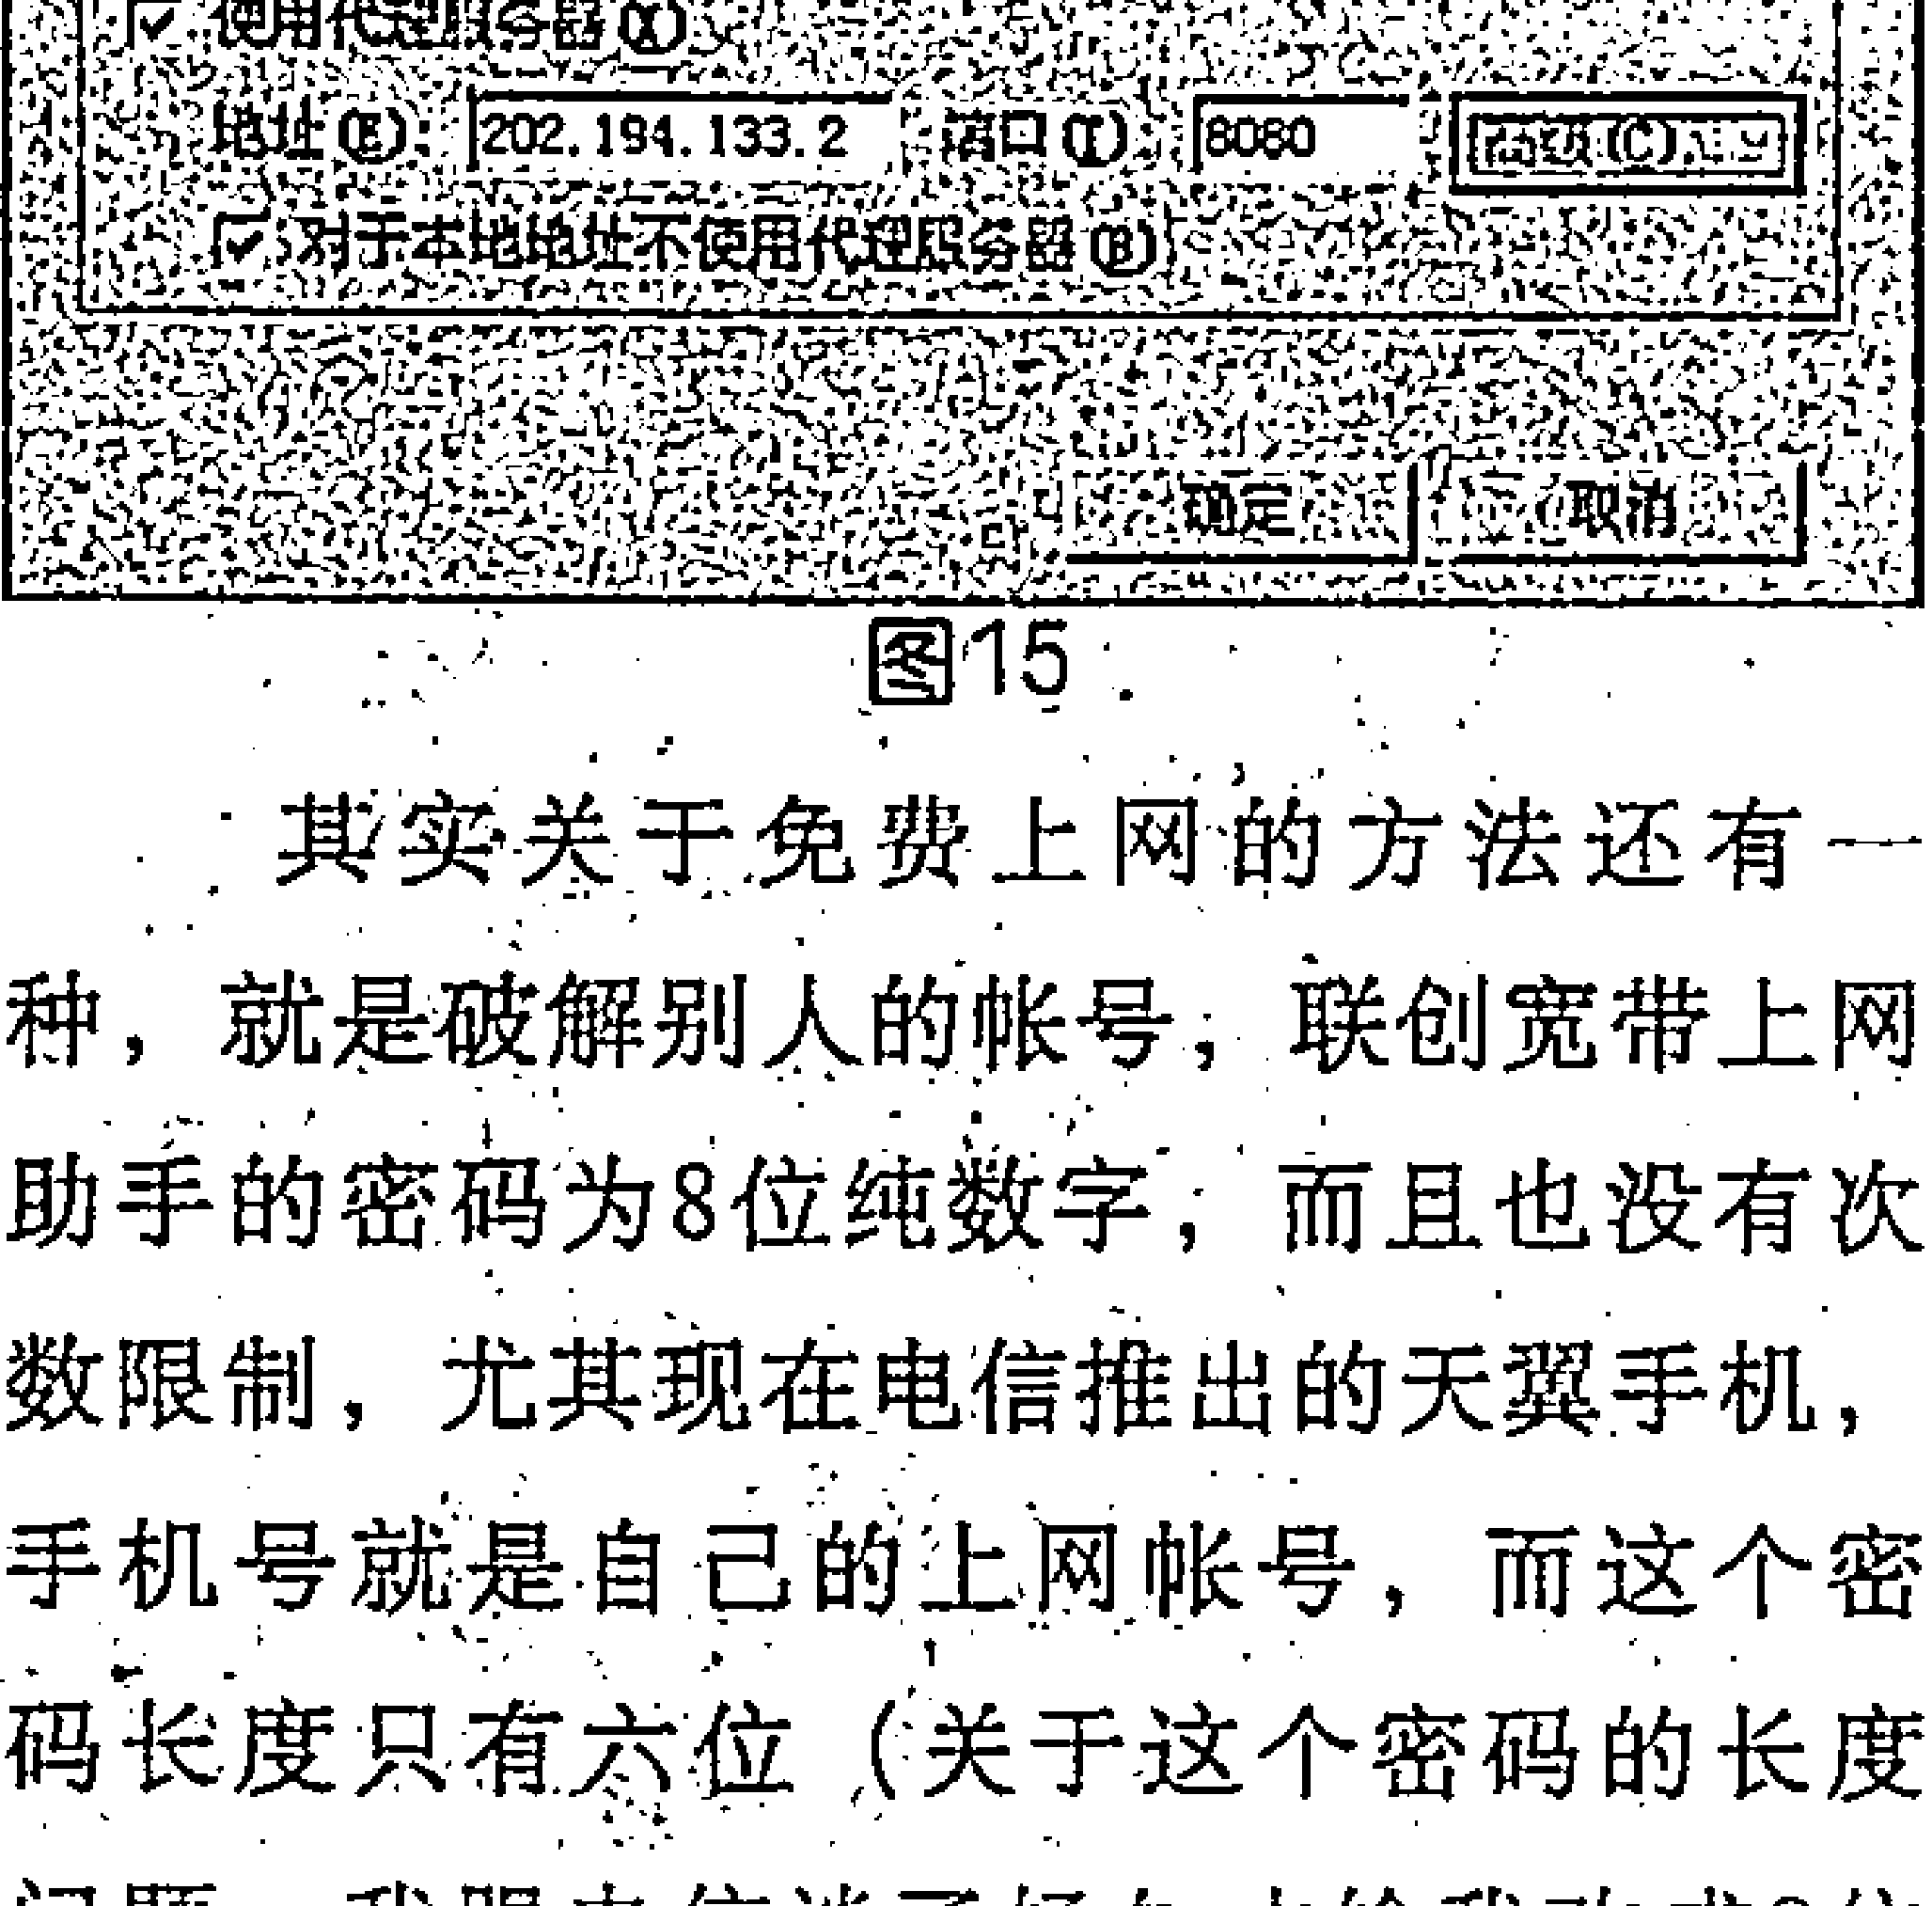 使用代理服务器(X)
地址(E): 202.194.133.2 端口(T) 8080 高级(C)...
对于本地地址不使用代理服务器(B)
确定 取消
图15
其实关于免费上网的方法还有一
种，就是破解别人的帐号，联创宽带上网
助手的密码为8位纯数字，而且也没有次
数限制，尤其现在电信推出的天翼手机，
手机号就是自己的上网帐号，而这个密
码长度只有六位（关于这个密码的长度